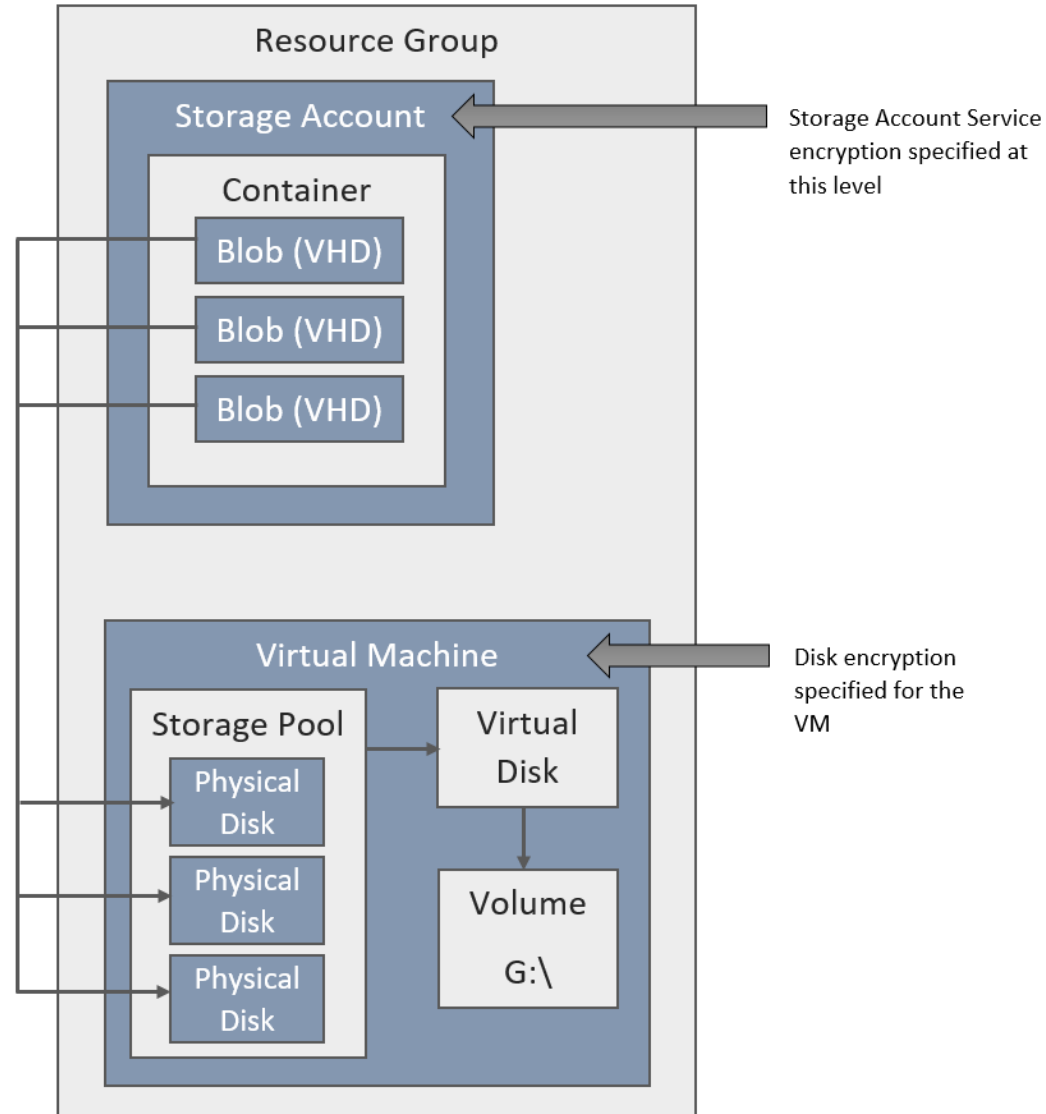 Resource Group
Storage Account
Storage Account Service
encryption specified at
this level
Container
Blob (VHD)
Blob (VHD)
Blob (VHD)
Virtual Machine
Disk encryption
specified for the
VM
Storage Pool
Physical
Disk
Physical
Disk
Physical
Disk
Virtual
Disk
Volume
G:\